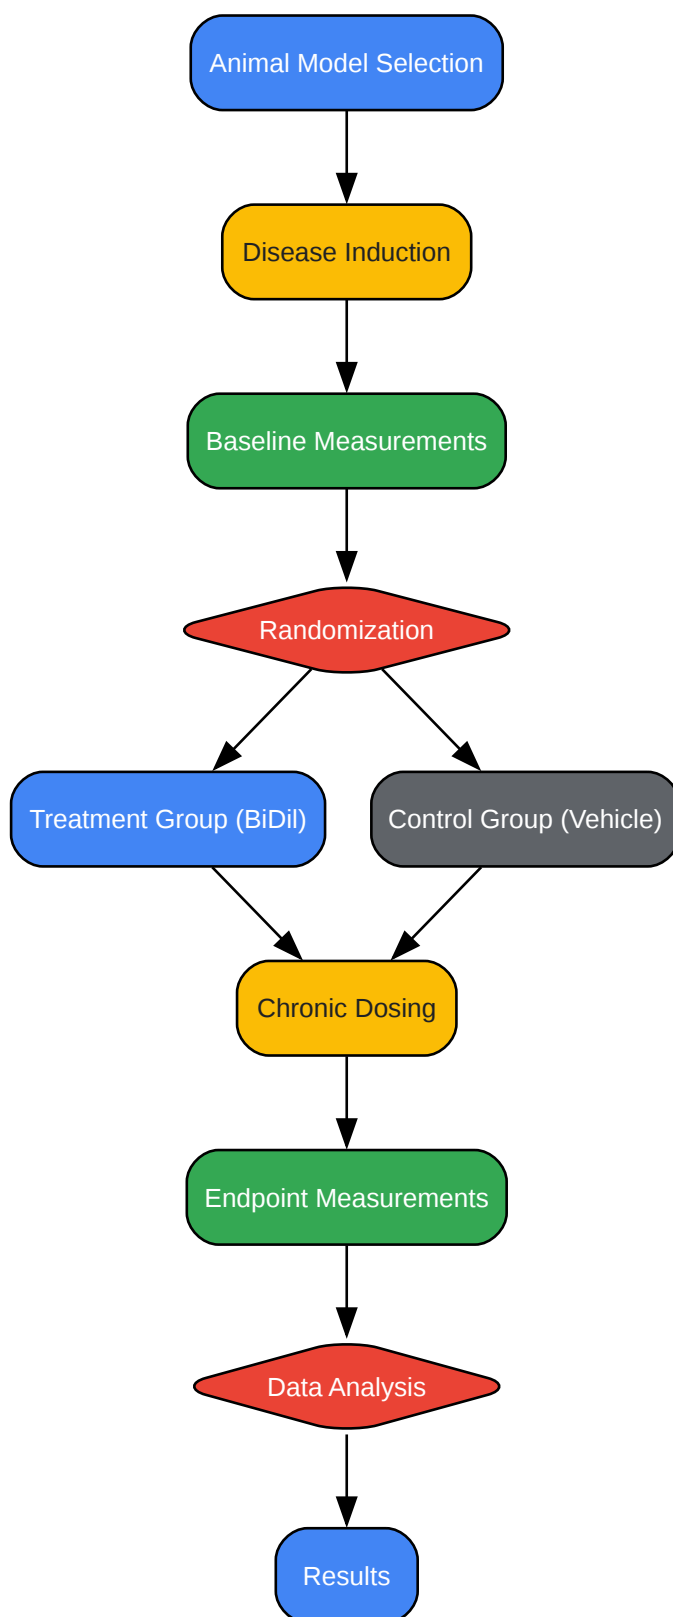 Animal Model Selection
Disease Induction
Baseline Measurements
Randomization
Treatment Group (BiDil)
Control Group (Vehicle)
Chronic Dosing
Endpoint Measurements
Data Analysis
Results